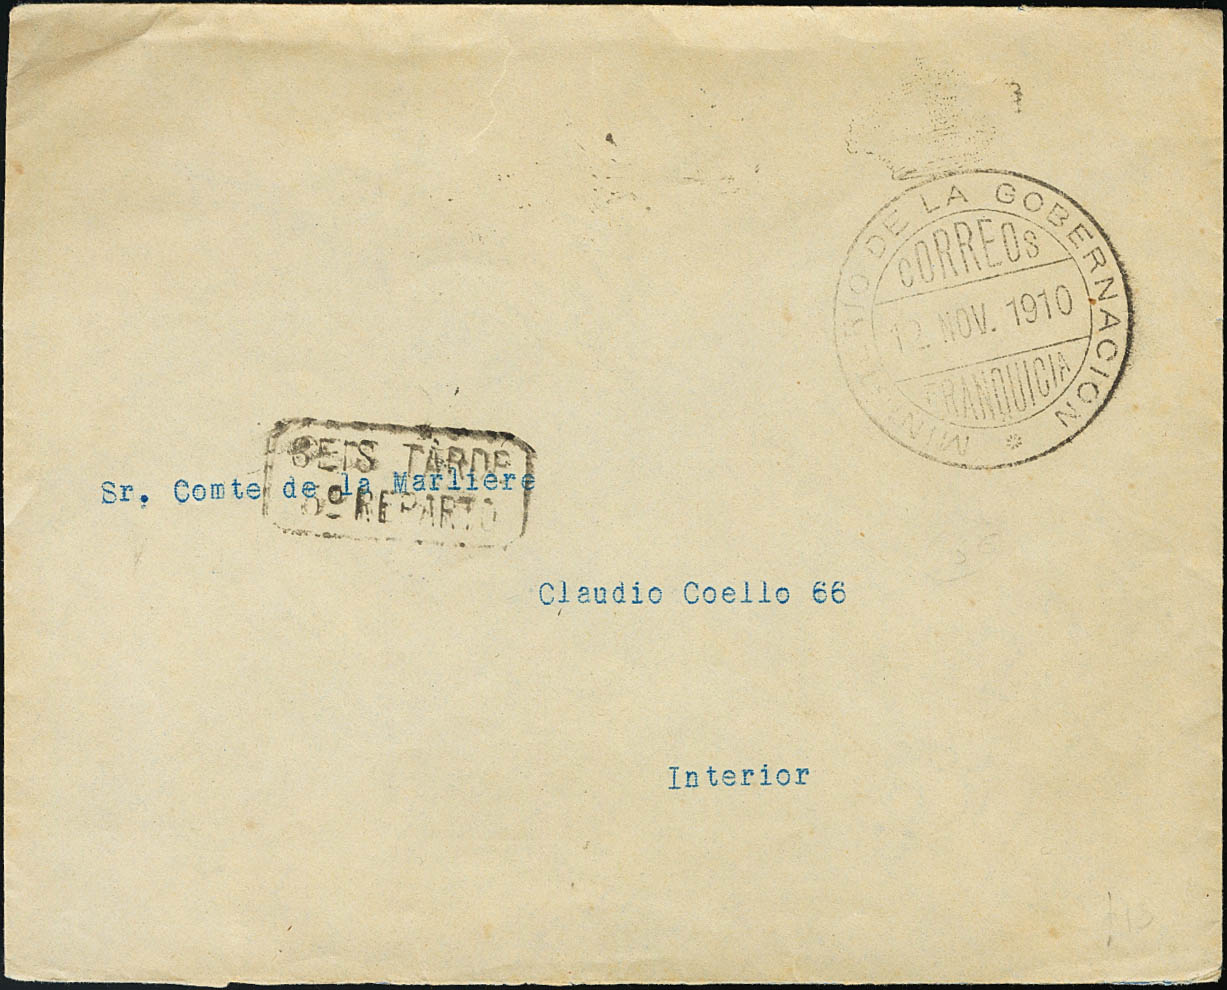 MINISTERIO DE LA GOBERNACION *
CORREOS
12 NOV. 1910
FRANQUICIA
SEIS TARDE
6º REPARTO
Sr. Comte de la Marliere
Claudio Coello 66
Interior